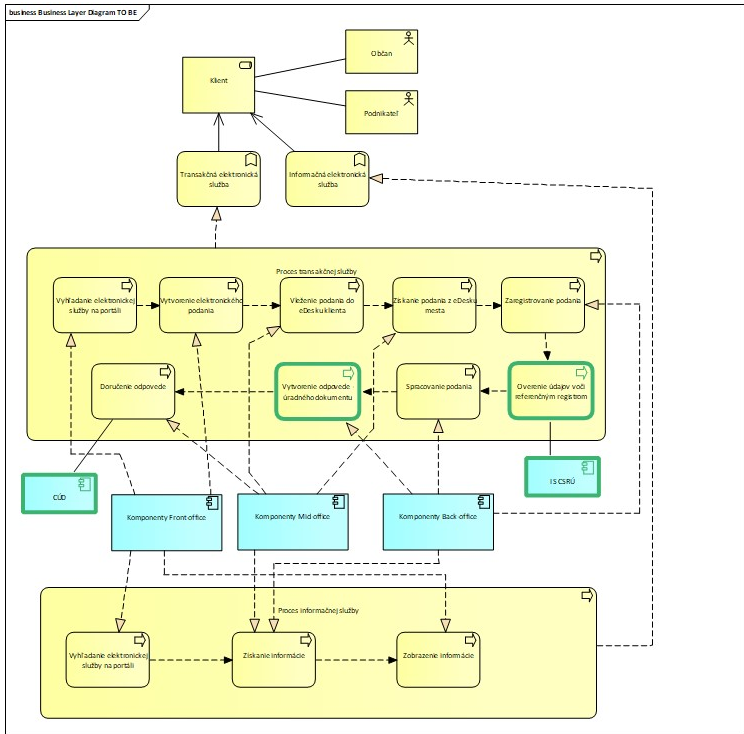 business Business Layer Diagram TO BE
Občan
Klient
Podnikateľ
Transakčná elektronická
služba
Informačná elektronická
služba
Proces transakčnej služby
Vyhľadanie elektronickej
služby na portáli
Vytvorenie elektronického
podania
Vloženie podania do
eDesku klienta
Získanie podania z eDesku
mesta
Zaregistrovanie podania
Doručenie odpovede
Vytvorenie odpovede -
úradného dokumentu
Spracovanie podania
Overenie údajov voči
referenčným registrom
CÚD
IS CSRÚ
Komponenty Front-office
Komponenty Mid-office
Komponenty Back-office
Proces informačnej služby
Vyhľadanie elektronickej
služby na portáli
Získanie informácie
Zobrazenie informácie